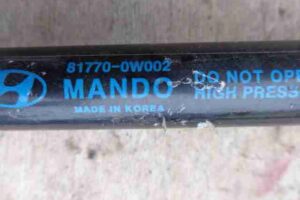 81770-0W002
MANDO
MADE IN KOREA
DO NOT OPE
HIGH PRESS